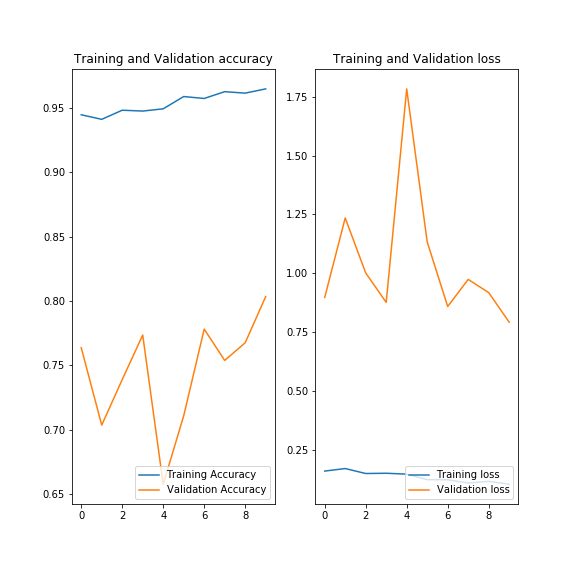 Training and Validation accuracy
0.95
0.90
0.85
0.80
0.75
0.70
0.65
0 2 4 6 8
Training Accuracy
Validation Accuracy
Training and Validation loss
1.75
1.50
1.25
1.00
0.75
0.50
0.25
0 2 4 6 8
Training loss
Validation loss